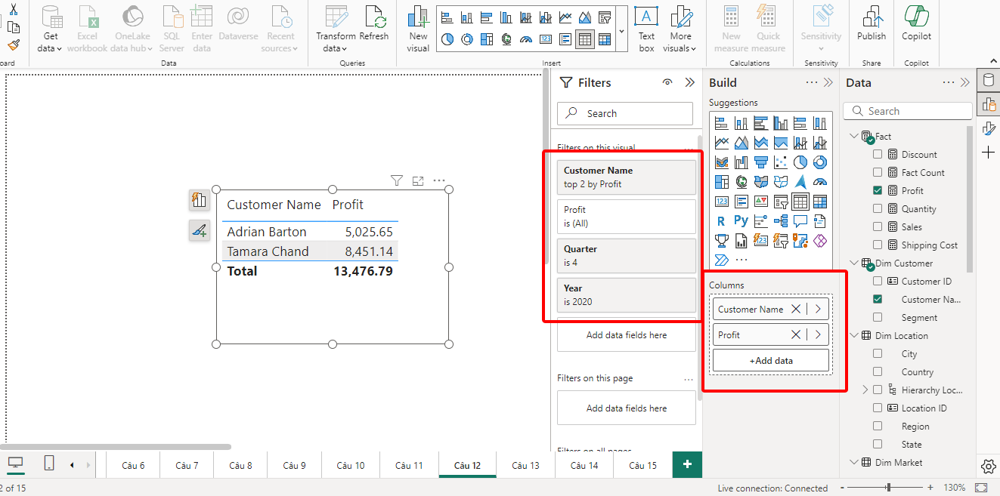 Get data
Excel workbook
OneLake data hub
SQL Server
Enter data
Dataverse
Recent sources
Transform data
Refresh
New visual
Text box
More visuals
New measure
Quick measure
Sensitivity
Publish
Copilot
oard
Data
Queries
Insert
Calculations
Sensitivity
Share
Copilot
Customer Name Profit
Adrian Barton 5,025.65
Tamara Chand 8,451.14
Total 13,476.79
Filters
Search
Filters on this visual
Customer Name
top 2 by Profit
Profit
is (All)
Quarter
is 4
Year
is 2020
Add data fields here
Filters on this page
Add data fields here
Filters on all pages
Build
Suggestions
123
R Py
123
Columns
Customer Name
Profit
+Add data
Data
Search
Fact
Discount
Fact Count
Profit
Quantity
Sales
Shipping Cost
Dim Customer
Customer ID
Customer Na...
Segment
Dim Location
City
Country
Hierarchy Loc...
Location ID
Region
State
Dim Market
Câu 6
Câu 7
Câu 8
Câu 9
Câu 10
Câu 11
Câu 12
Câu 13
Câu 14
Câu 15
2 of 15
Live connection: Connected
- + 130%